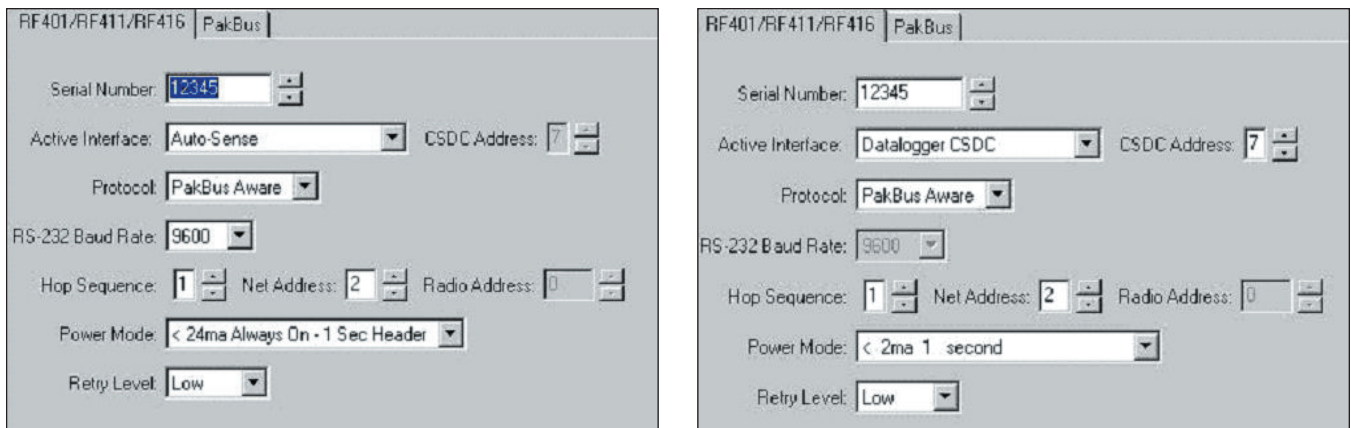 RF401/RF411/RF416 PakBus
Serial Number: 12345
Active Interface: Auto-Sense CSDC Address: 7
Protocol: PakBus Aware
RS-232 Baud Rate: 9600
Hop Sequence: 1 Net Address: 2 Radio Address: 0
Power Mode: < 24ma Always On - 1 Sec Header
Retry Level: Low
RF401/RF411/RF416 PakBus
Serial Number: 12345
Active Interface: Datalogger CSDC CSDC Address: 7
Protocol: PakBus Aware
RS-232 Baud Rate: 9600
Hop Sequence: 1 Net Address: 2 Radio Address: 0
Power Mode: < 2ma 1 second
Retry Level: Low